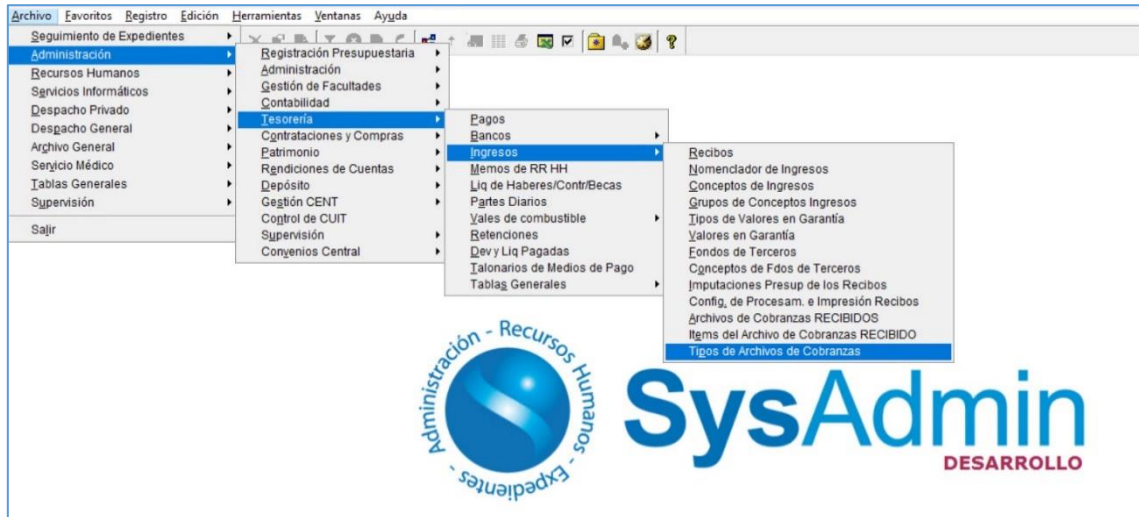 Archivo Favoritos Registro Edición Herramientas Ventanas Ayuda
Seguimiento de Expedientes
Administración
Recursos Humanos
Servicios Informáticos
Despacho Privado
Despacho General
Archivo General
Servicio Médico
Tablas Generales
Supervisión
Salir
Registración Presupuestaria
Administración
Gestión de Facultades
Contabilidad
Tesorería
Contrataciones y Compras
Patrimonio
Rendiciones de Cuentas
Depósito
Gestión CENT
Control de CUIT
Supervisión
Convenios Central
Pagos
Bancos
Ingresos
Memos de RR HH
Liq de Haberes/Contr/Becas
Partes Diarios
Vales de combustible
Retenciones
Dev y Liq Pagadas
Talonarios de Medios de Pago
Tablas Generales
Recibos
Nomenclador de Ingresos
Conceptos de Ingresos
Grupos de Conceptos Ingresos
Tipos de Valores en Garantía
Valores en Garantía
Fondos de Terceros
Conceptos de Fdos de Terceros
Imputaciones Presup de los Recibos
Config. de Procesam. e Impresión Recibos
Archivos de Cobranzas RECIBIDOS
Items del Archivo de Cobranzas RECIBIDO
Tipos de Archivos de Cobranzas
Administración - Recursos Humanos - Expedientes -
SysAdmin
DESARROLLO